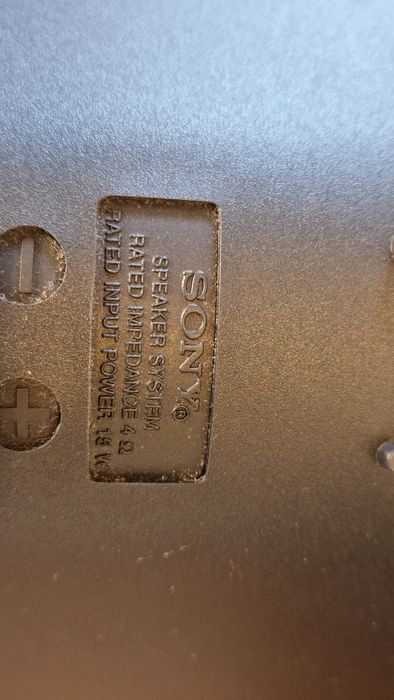 SONY®
SPEAKER SYSTEM
RATED IMPEDANCE 4 Ω
RATED INPUT POWER 15 W